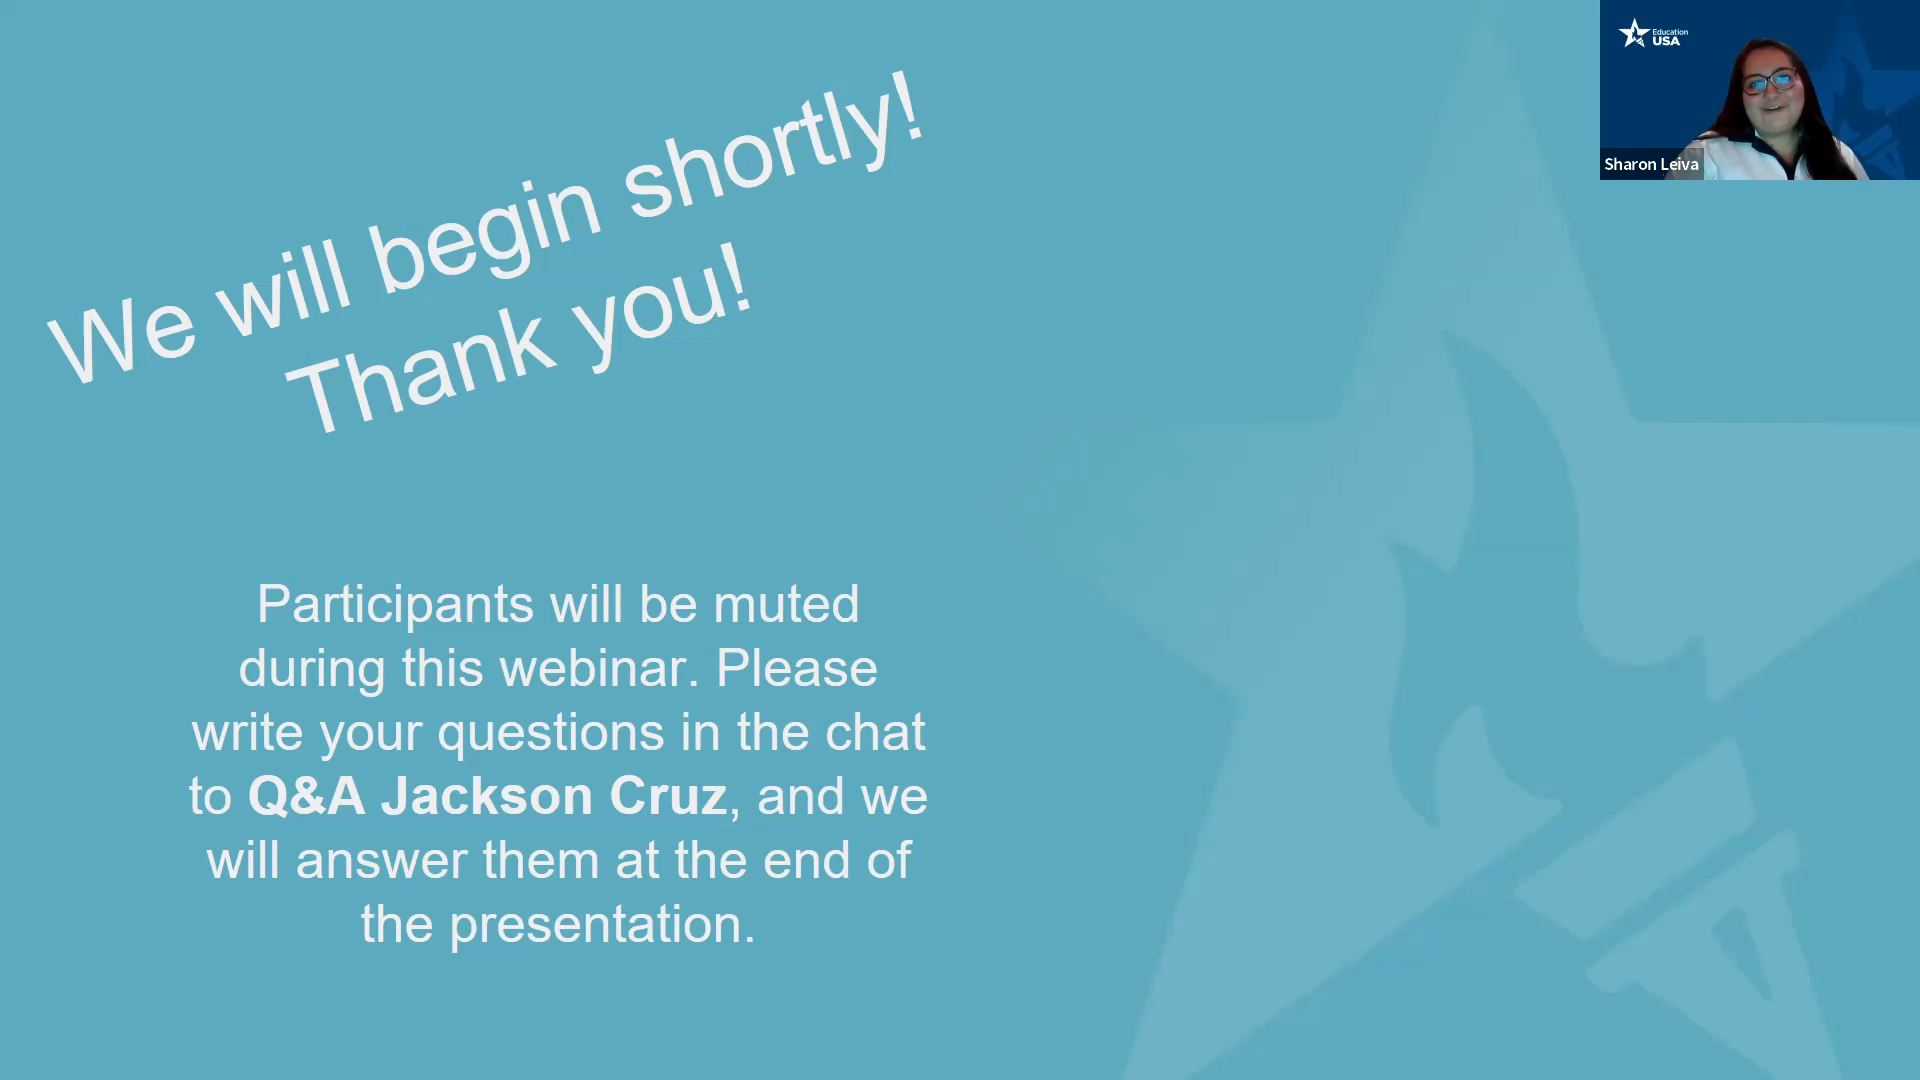 We will begin shortly!
Thank you!
Participants will be muted
during this webinar. Please
write your questions in the chat
to Q&A Jackson Cruz, and we
will answer them at the end of
the presentation.
Education
USA
Sharon Leiva